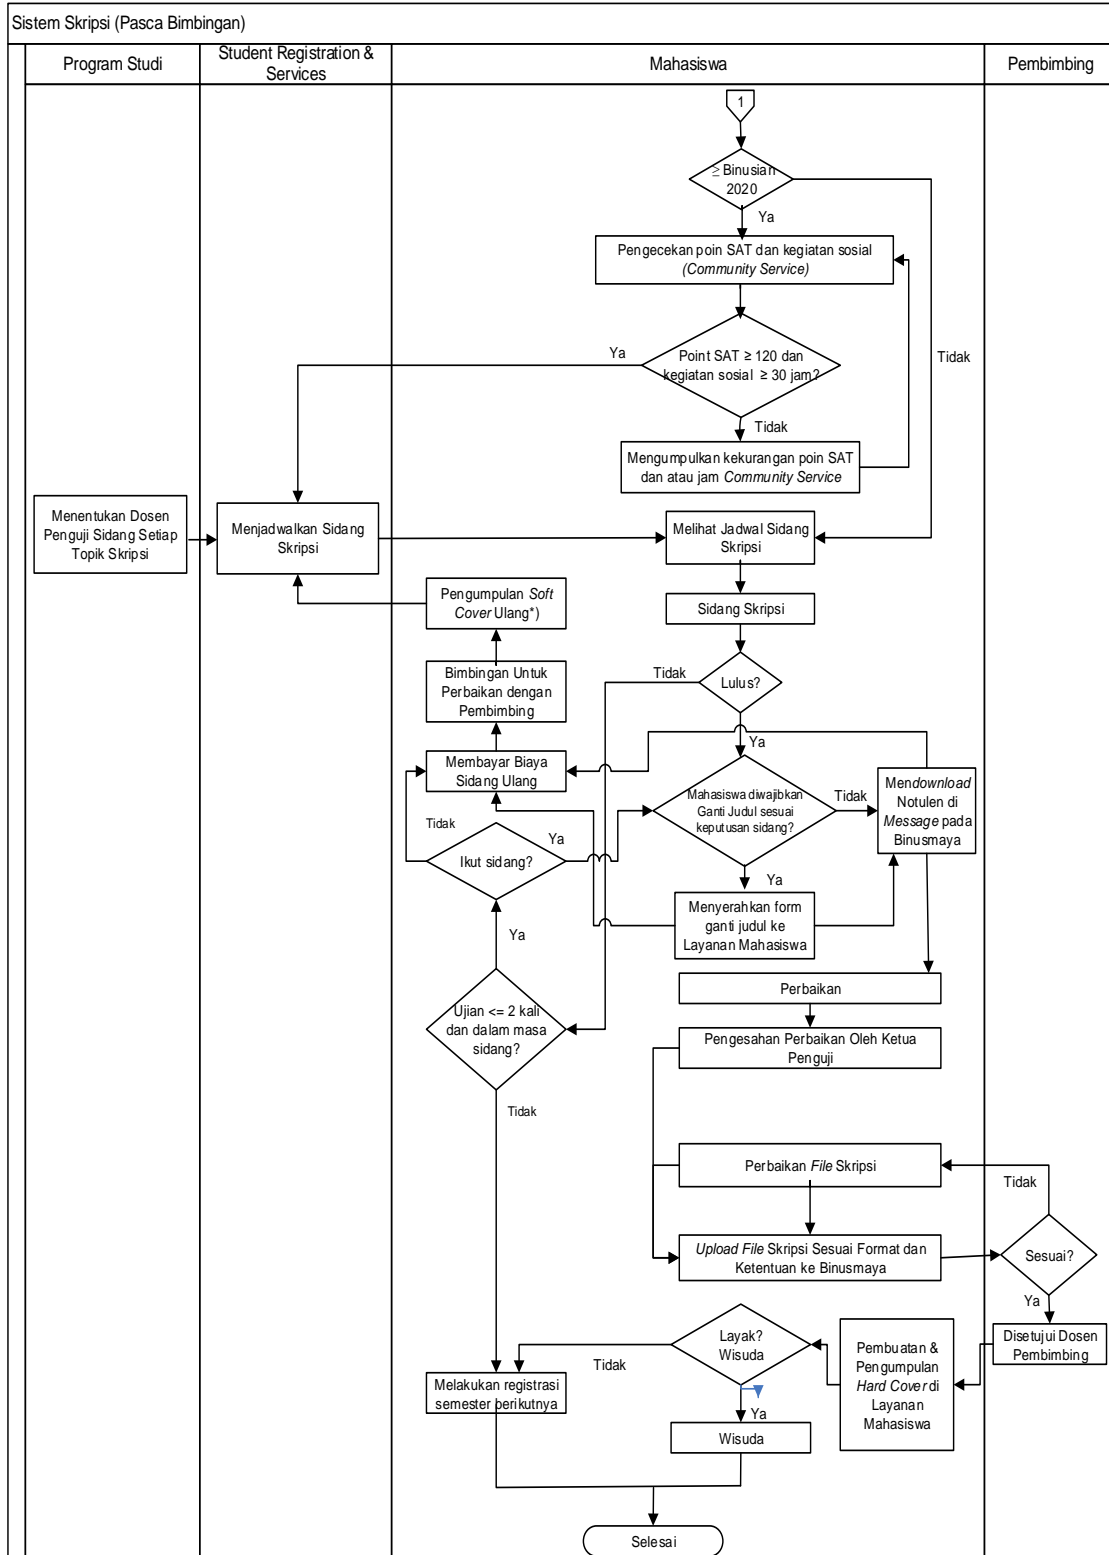 Sistem Skripsi (Pasca Bimbingan)
Program Studi
Student Registration &
Services
Mahasiswa
Pembimbing
1
≥ Binusian
2020
Ya
Pengecekan poin SAT dan kegiatan sosial
(Community Service)
Ya
Point SAT ≥ 120 dan
kegiatan sosial ≥ 30 jam?
Tidak
Tidak
Mengumpulkan kekurangan poin SAT
dan atau jam Community Service
Menentukan Dosen
Penguji Sidang Setiap
Topik Skripsi
Menjadwalkan Sidang
Skripsi
Melihat Jadwal Sidang
Skripsi
Pengumpulan Soft
Cover Ulang*)
Sidang Skripsi
Bimbingan Untuk
Perbaikan dengan
Pembimbing
Tidak
Lulus?
Ya
Membayar Biaya
Sidang Ulang
Mahasiswa diwajibkan
Ganti Judul sesuai
keputusan sidang?
Tidak
Mendownload
Notulen di
Message pada
Binusmaya
Tidak
Ikut sidang?
Ya
Ya
Menyerahkan form
ganti judul ke
Layanan Mahasiswa
Ya
Perbaikan
Ujian <= 2 kali
dan dalam masa
sidang?
Pengesahan Perbaikan Oleh Ketua
Penguji
Tidak
Perbaikan File Skripsi
Tidak
Upload File Skripsi Sesuai Format dan
Ketentuan ke Binusmaya
Sesuai?
Ya
Disetujui Dosen
Pembimbing
Layak?
Wisuda
Tidak
Pembuatan &
Pengumpulan
Hard Cover di
Layanan
Mahasiswa
Melakukan registrasi
semester berikutnya
Ya
Wisuda
Selesai